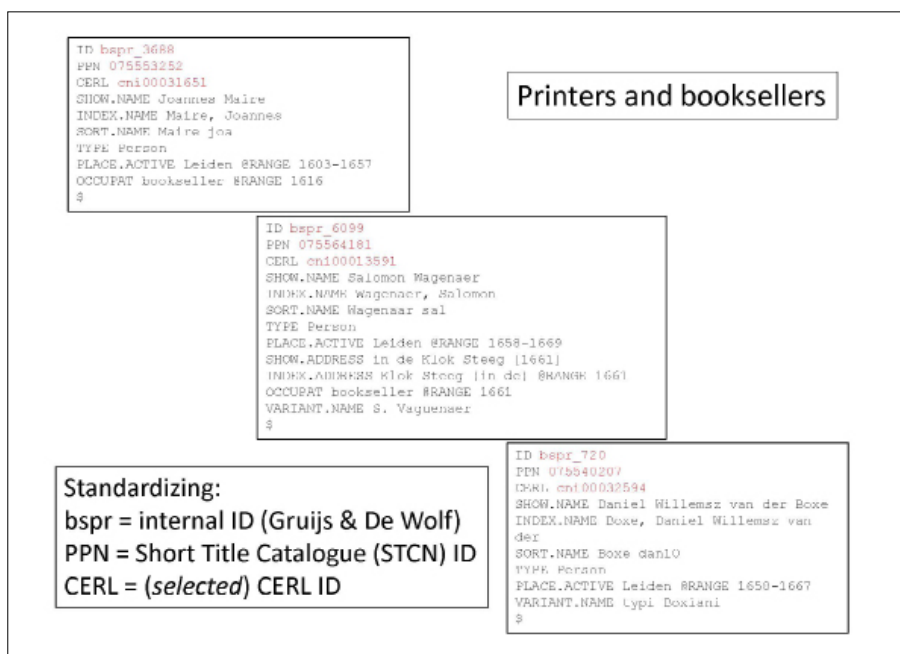 ID bspr_3688
PPN 075553252
CERL cni00031651
SHOW.NAME Joannes Maire
INDEX.NAME Maire, Joannes
SORT.NAME Maire joa
TYPE Person
PLACE.ACTIVE Leiden @RANGE 1603-1657
OCCUPAT bookseller @RANGE 1616
$
Printers and booksellers
ID bspr_6099
PPN 075564181
CERL cni00013591
SHOW.NAME Salomon Wagenaer
INDEX.NAME Wagenaer, Salomon
SORT.NAME Wagenaar sal
TYPE Person
PLACE.ACTIVE Leiden @RANGE 1658-1669
SHOW.ADDRESS in de Klok Steeg [1661]
INDEX.ADDRESS Klok Steeg [in de] @RANGE 1661
OCCUPAT bookseller @RANGE 1661
VARIANT.NAME S. Vaguenaer
$
Standardizing:
bspr = internal ID (Gruijs & De Wolf)
PPN = Short Title Catalogue (STCN) ID
CERL = (selected) CERL ID
ID bspr_720
PPN 075540207
CERL cni00032594
SHOW.NAME Daniel Willemsz van der Boxe
INDEX.NAME Boxe, Daniel Willemsz van
der
SORT.NAME Boxe dan10
TYPE Person
PLACE.ACTIVE Leiden @RANGE 1658-1667
VARIANT.NAME typi Boxiani
$